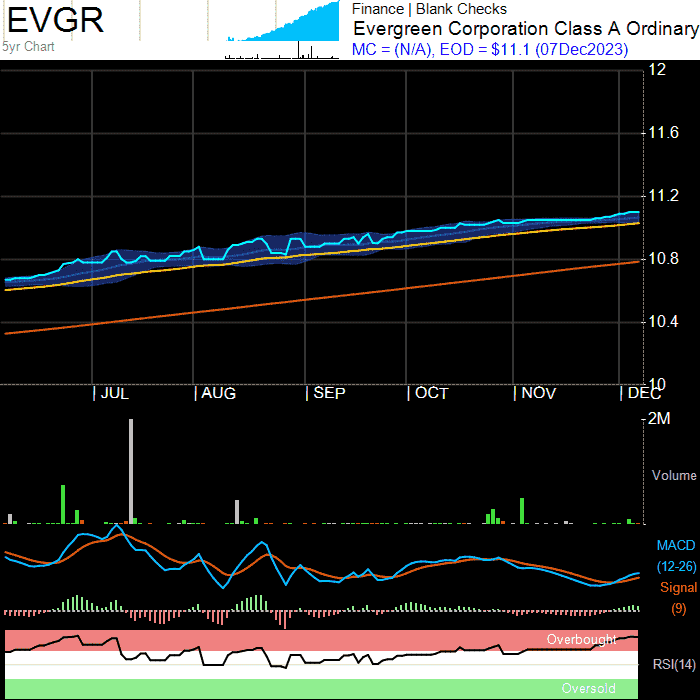 EVGR
5yr Chart
Finance | Blank Checks
Evergreen Corporation Class A Ordinary
MC = (N/A), EOD = $11.1 (07Dec2023)
12
11.6
11.2
10.8
10.4
10
JUL
AUG
SEP
OCT
NOV
DEC
2M
Volume
MACD
(12-26)
Signal
(9)
Overbought
RSI(14)
Oversold